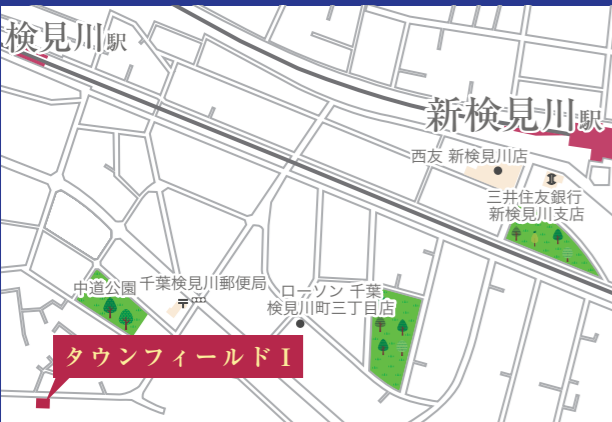 検見川駅
新検見川駅
西友 新検見川店
三井住友銀行
新検見川支店
中道公園
千葉検見川郵便局
ローソン 千葉
検見川町三丁目店
タウンフィールドⅠ